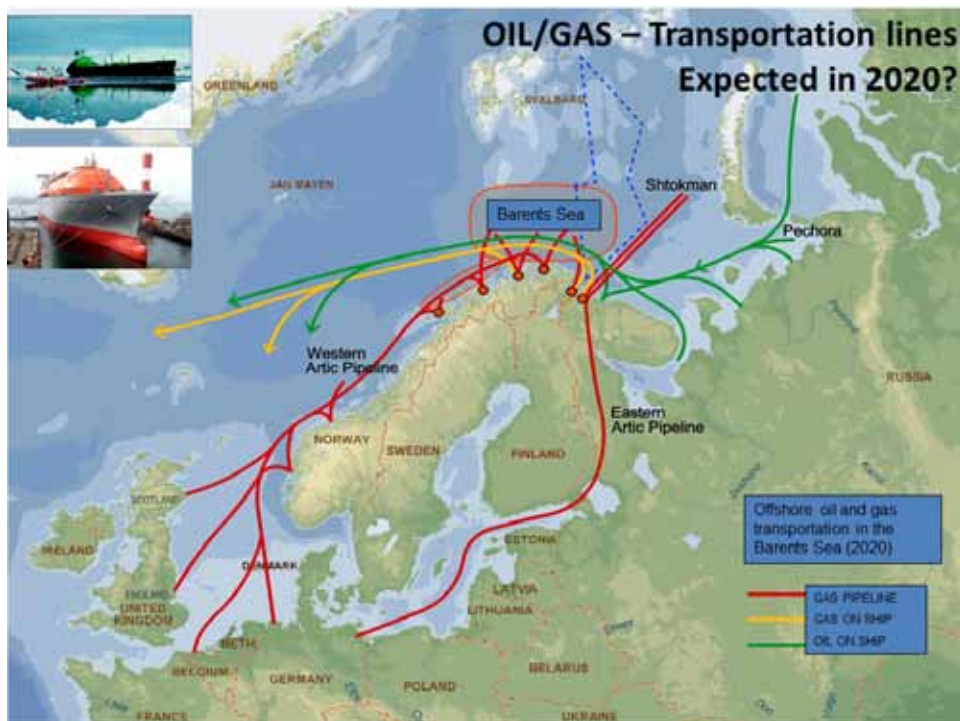 OIL/GAS – Transportation lines
Expected in 2020?
GREENLAND
SVALBARD
JAN MAYEN
Shtokman
Barents Sea
Pechora
Western
Artic Pipeline
RUSSIA
Eastern
Artic Pipeline
NORWAY
SWEDEN
FINLAND
SCOTLAND
Offshore oil and gas
transportation in the
Barents Sea (2020)
IRELAND
ESTONIA
DENMARK
LATVIA
ENGLAND
UNITED
KINGDOM
LITHUANIA
GAS PIPELINE
GAS ON SHIP
OIL ON SHIP
NETH.
BELGIUM
GERMANY
POLAND
BELARUS
FRANCE
UKRAINE